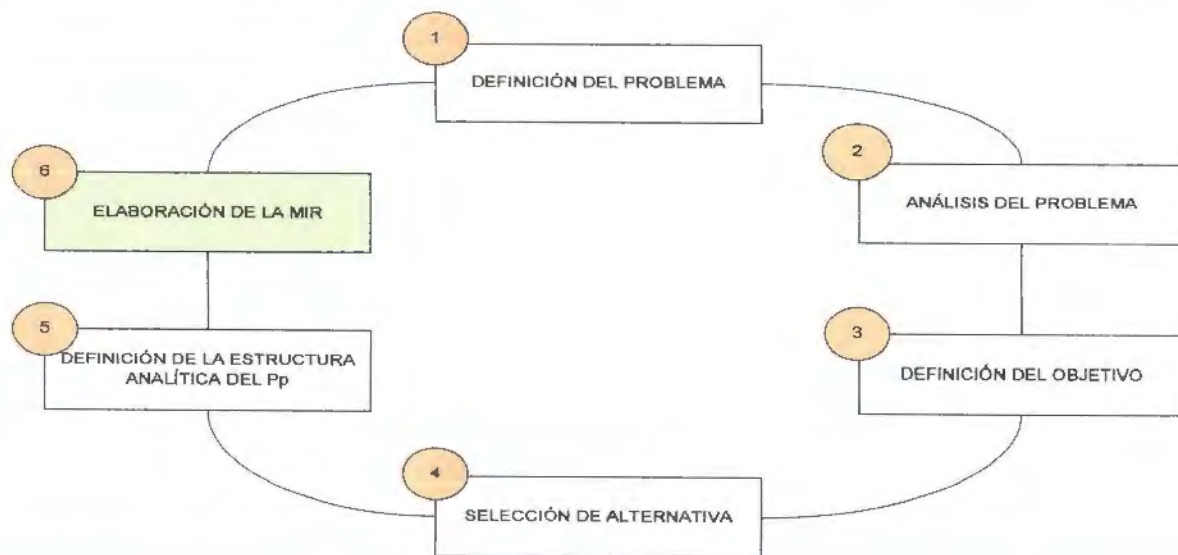 1
DEFINICIÓN DEL PROBLEMA
2
ANÁLISIS DEL PROBLEMA
3
DEFINICIÓN DEL OBJETIVO
4
SELECCIÓN DE ALTERNATIVA
5
DEFINICIÓN DE LA ESTRUCTURA
ANALÍTICA DEL Pp
6
ELABORACIÓN DE LA MIR